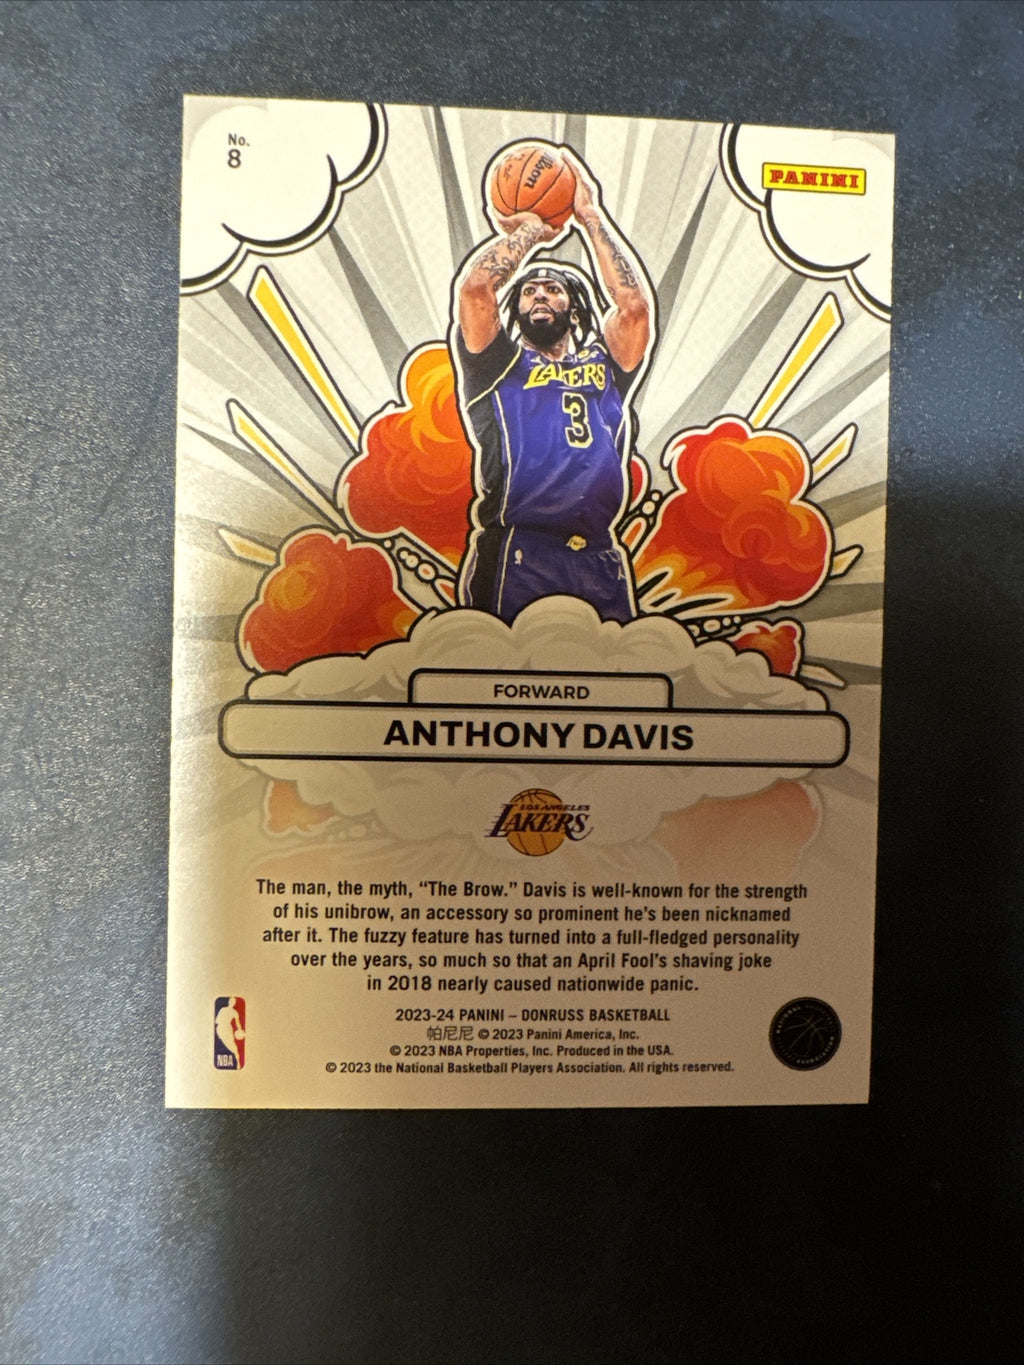 No.
8
PANINI
Wilson
LAKERS
3
FORWARD
ANTHONY DAVIS
LOS ANGELES
LAKERS
The man, the myth, “The Brow.” Davis is well-known for the strength
of his unibrow, an accessory so prominent he’s been nicknamed
after it. The fuzzy feature has turned into a full-fledged personality
over the years, so much so that an April Fool’s shaving joke
in 2018 nearly caused nationwide panic.
2023-24 PANINI – DONRUSS BASKETBALL
帕尼尼 © 2023 Panini America, Inc.
© 2023 NBA Properties, Inc. Produced in the USA.
© 2023 the National Basketball Players Association. All rights reserved.
NBA